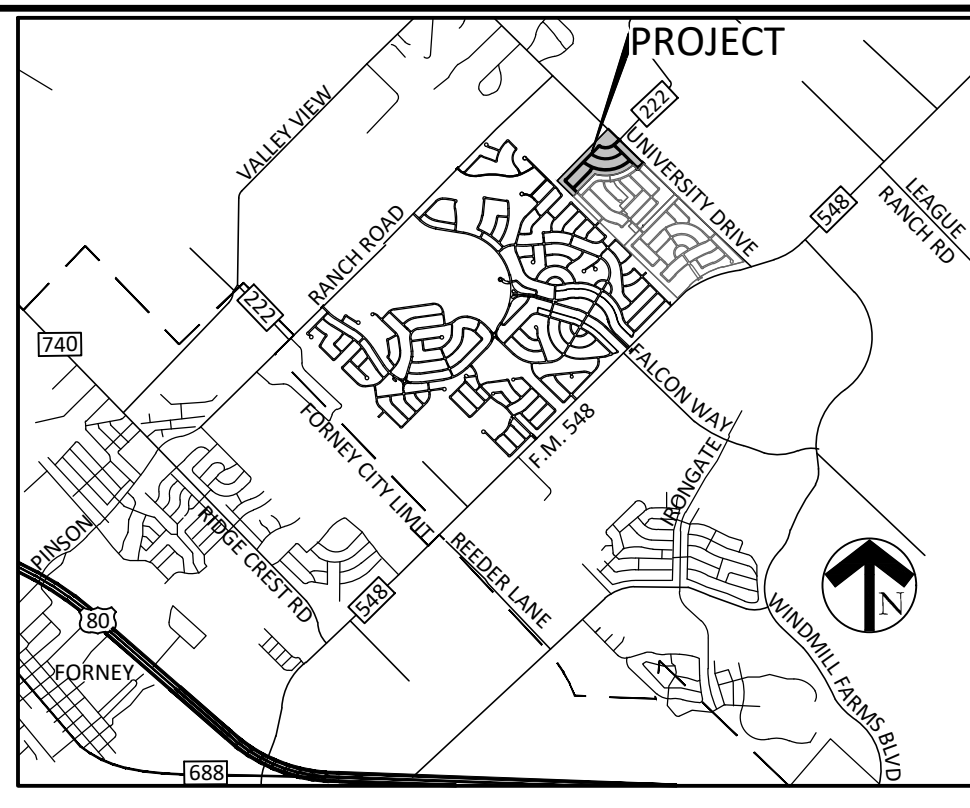 PROJECT
VALLEY VIEW
222
UNIVERSITY DRIVE
548
LEAGUE
RANCH RD
RANCH ROAD
222
740
FALCON WAY
FORNEY CITY LIMIT
F.M. 548
IRONGATE
PINSON
RIDGE CREST RD
REEDER LANE
548
80
N
WINDMILL FARMS BLVD
FORNEY
688